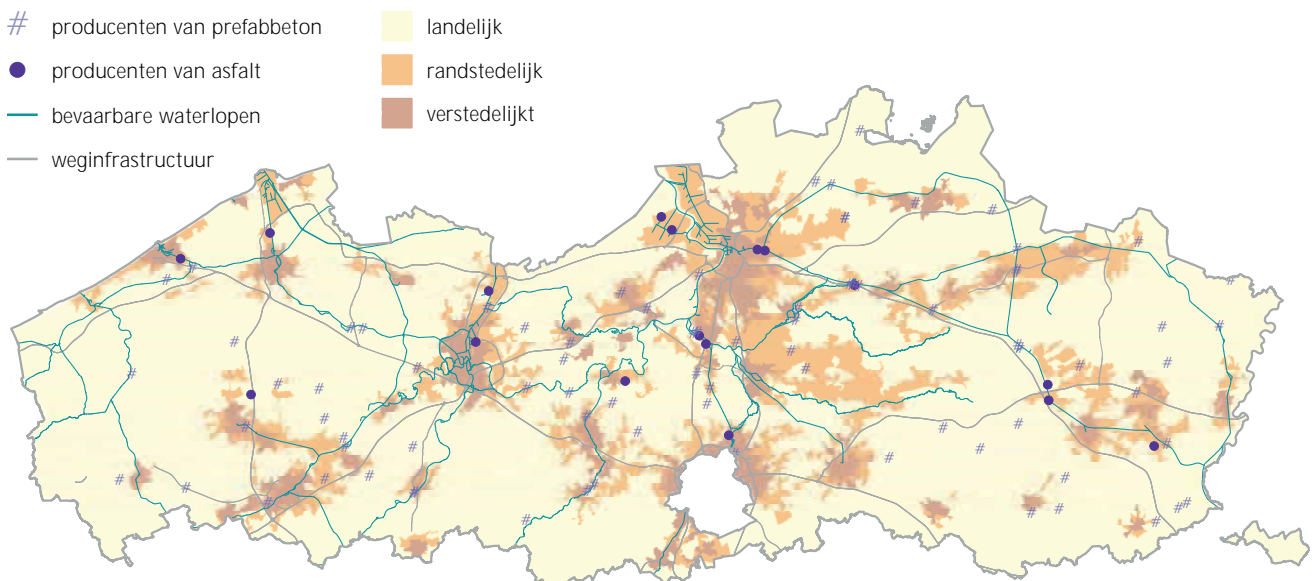 # producenten van prefabbeton
producenten van asfalt
bevaarbare waterlopen
weginfrastructuur
landelijk
randstedelijk
verstedelijkt